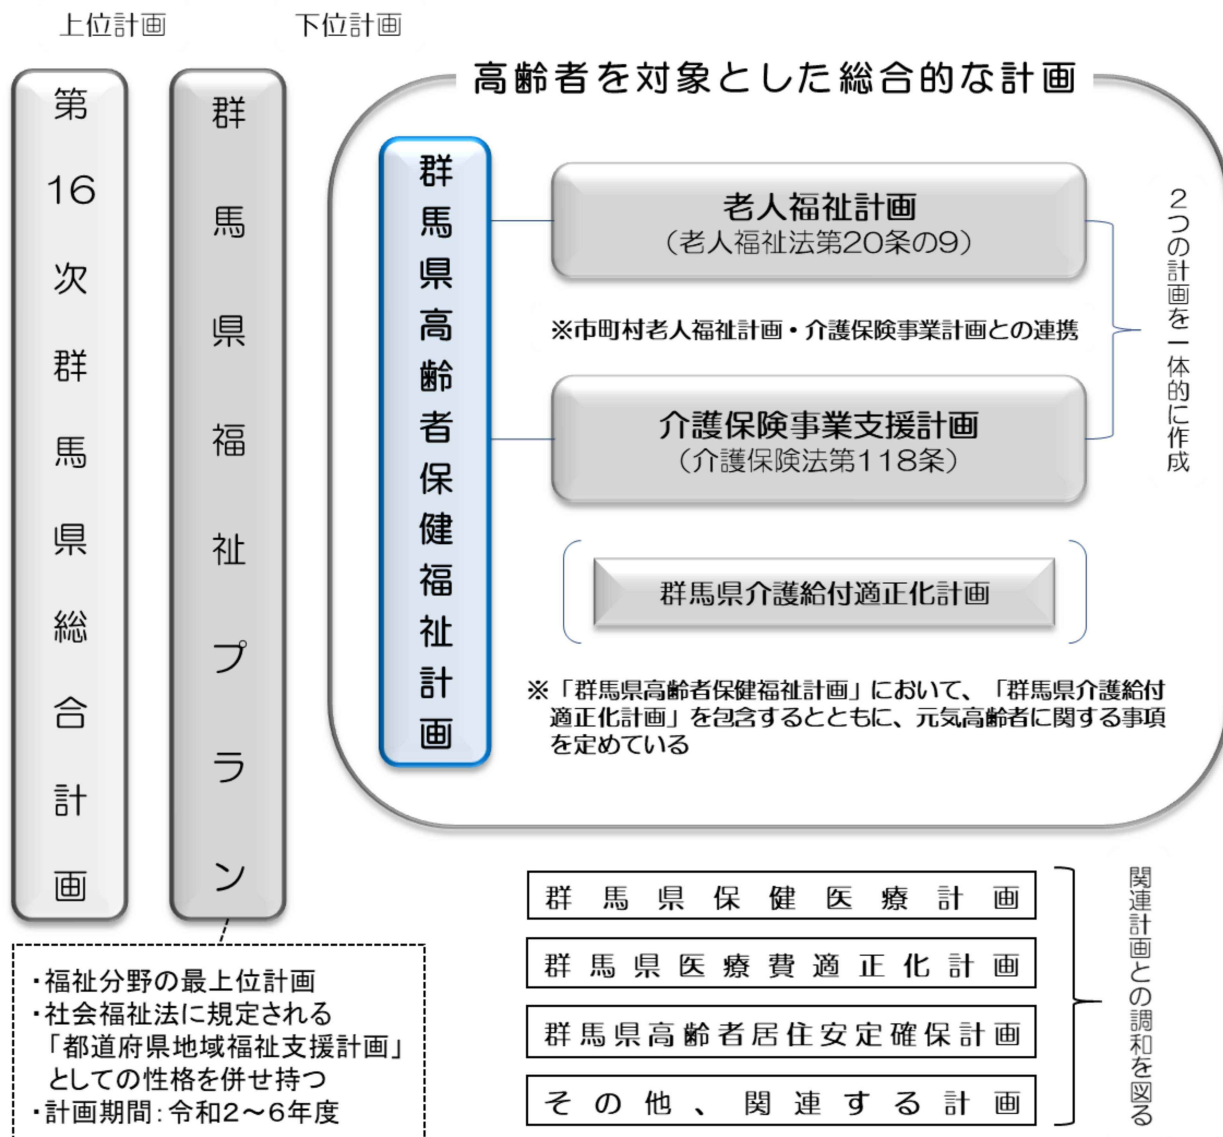 上位計画
下位計画
第16次群馬県総合計画
群馬県福祉プラン
高齢者を対象とした総合的な計画
群馬県高齢者保健福祉計画
老人福祉計画
（老人福祉法第20条の9）
※市町村老人福祉計画・介護保険事業計画との連携
介護保険事業支援計画
（介護保険法第118条）
2つの計画を一体的に作成
群馬県介護給付適正化計画
※「群馬県高齢者保健福祉計画」において、「群馬県介護給付
適正化計画」を包含するとともに、元気高齢者に関する事項
を定めている
・福祉分野の最上位計画
・社会福祉法に規定される
「都道府県地域福祉支援計画」
としての性格を併せ持つ
・計画期間：令和2～6年度
群馬県保健医療計画
群馬県医療費適正化計画
群馬県高齢者居住安定確保計画
その他、関連する計画
関連計画との調和を図る